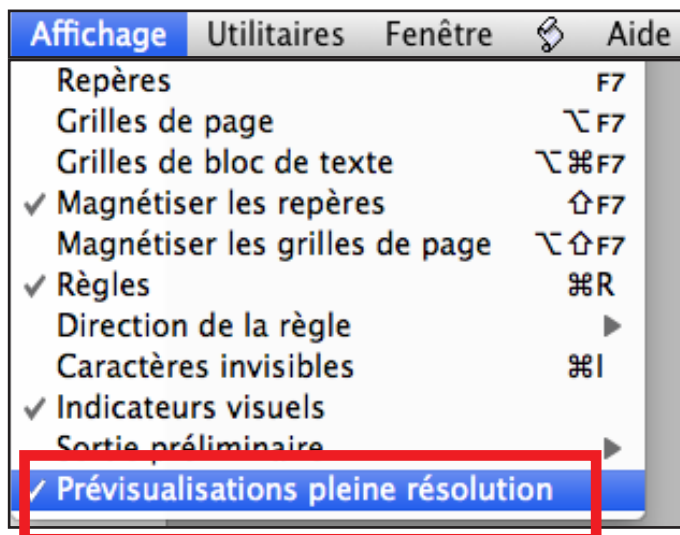 Affichage Utilitaires Fenêtre Aide
Repères F7
Grilles de page ⌥F7
Grilles de bloc de texte ⌥⌘F7
✓ Magnétiser les repères ⇧F7
Magnétiser les grilles de page ⌥⇧F7
✓ Règles ⌘R
Direction de la règle ▶
Caractères invisibles ⌘I
✓ Indicateurs visuels
Sortie préliminaire ▶
✓ Prévisualisations pleine résolution